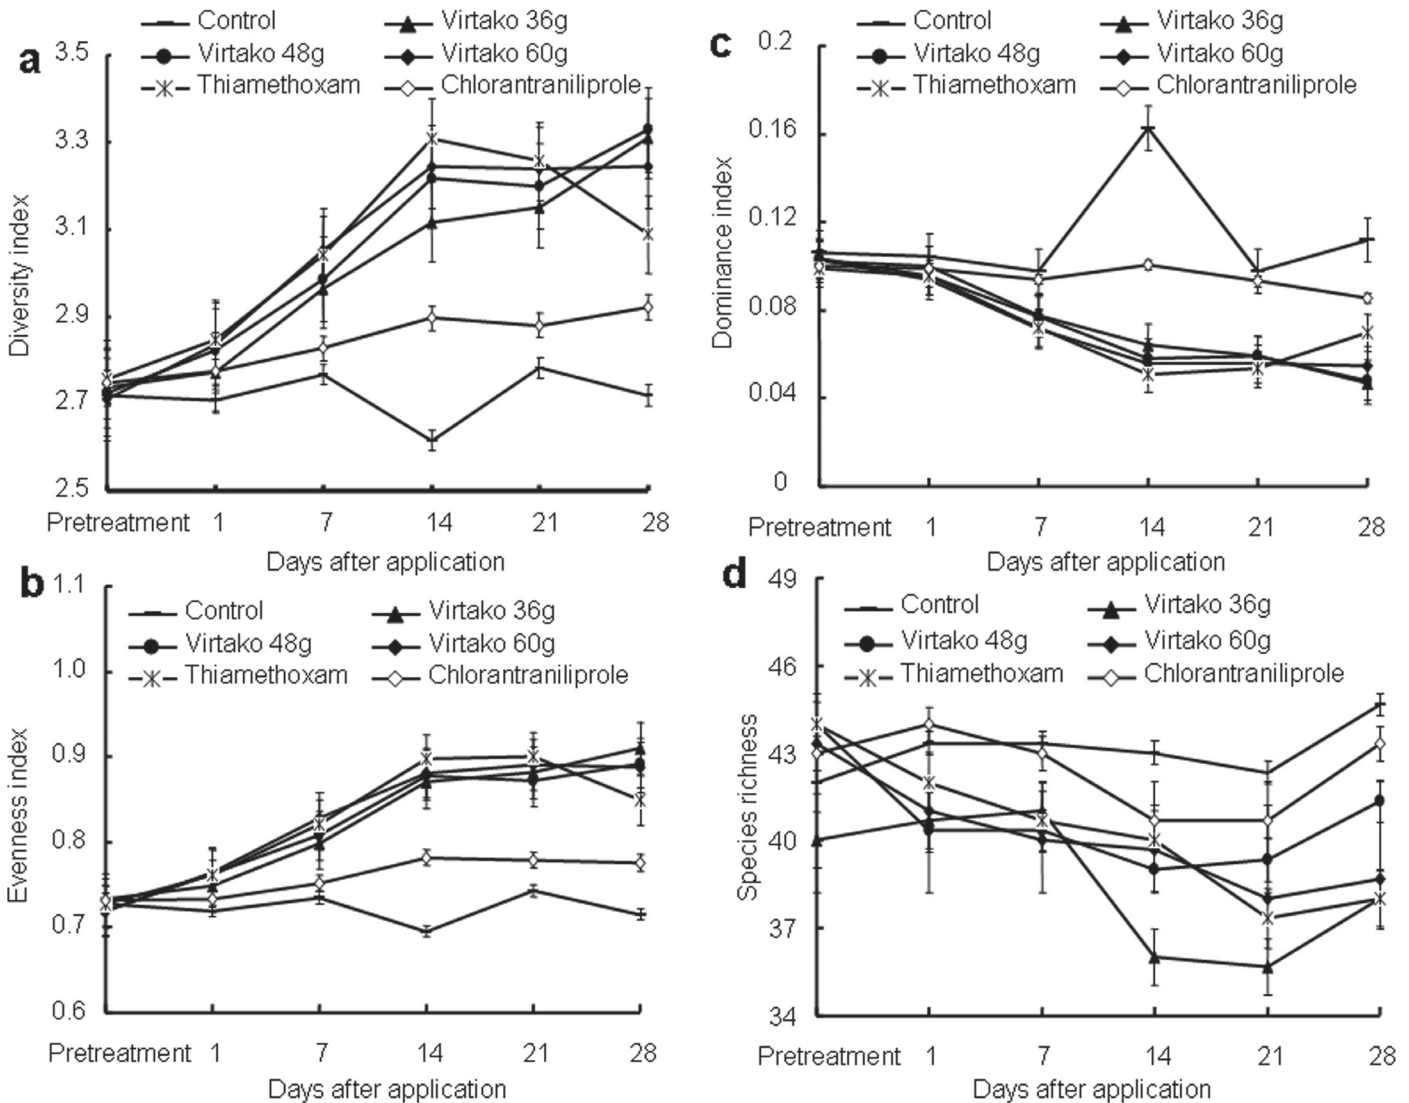 a
Control
Virtako 36g
Virtako 48g
Virtako 60g
Thiamethoxam
Chlorantraniliprole
Diversity index
3.5
3.3
3.1
2.9
2.7
2.5
Pretreatment 1 7 14 21 28
Days after application
c
Control
Virtako 36g
Virtako 48g
Virtako 60g
Thiamethoxam
Chlorantraniliprole
Dominance index
0.2
0.16
0.12
0.08
0.04
0
Pretreatment 1 7 14 21 28
Days after application
b
Control
Virtako 36g
Virtako 48g
Virtako 60g
Thiamethoxam
Chlorantraniliprole
Evenness index
1.1
1.0
0.9
0.8
0.7
0.6
Pretreatment 1 7 14 21 28
Days after application
d
Control
Virtako 36g
Virtako 48g
Virtako 60g
Thiamethoxam
Chlorantraniliprole
Species richness
49
46
43
40
37
34
Pretreatment 1 7 14 21 28
Days after application